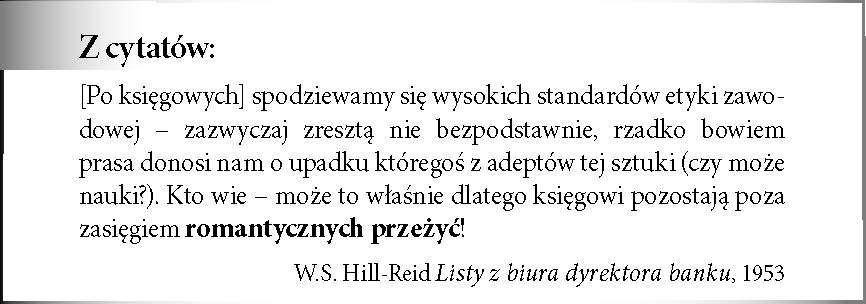 Z cytatów:
[Po księgowych] spodziewamy się wysokich standardów etyki zawo-
dowej – zazwyczaj zresztą nie bezpodstawnie, rzadko bowiem
prasa donosi nam o upadku któregoś z adeptów tej sztuki (czy może
nauki?). Kto wie – może to właśnie dlatego księgowi pozostają poza
zasięgiem romantycznych przeżyć!
W.S. Hill-Reid Listy z biura dyrektora banku, 1953